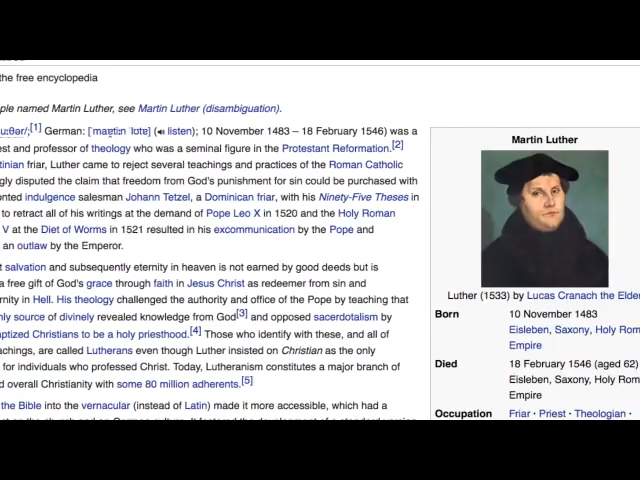 the free encyclopedia
ple named Martin Luther, see Martin Luther (disambiguation).
uːθər/;[1] German: [ˈmaɐ̯tiːn ˈlʊtɐ] ( listen); 10 November 1483 – 18 February 1546) was a
est and professor of theology who was a seminal figure in the Protestant Reformation.[2]
tinian friar, Luther came to reject several teachings and practices of the Roman Catholic
gly disputed the claim that freedom from God's punishment for sin could be purchased with
onted indulgence salesman Johann Tetzel, a Dominican friar, with his Ninety-Five Theses in
to retract all of his writings at the demand of Pope Leo X in 1520 and the Holy Roman
V at the Diet of Worms in 1521 resulted in his excommunication by the Pope and
an outlaw by the Emperor.
t salvation and subsequently eternity in heaven is not earned by good deeds but is
a free gift of God's grace through faith in Jesus Christ as redeemer from sin and
rnity in Hell. His theology challenged the authority and office of the Pope by teaching that
nly source of divinely revealed knowledge from God[3] and opposed sacerdotalism by
aptized Christians to be a holy priesthood.[4] Those who identify with these, and all of
achings, are called Lutherans even though Luther insisted on Christian as the only
for individuals who professed Christ. Today, Lutheranism constitutes a major branch of
d overall Christianity with some 80 million adherents.[5]
the Bible into the vernacular (instead of Latin) made it more accessible, which had a
Martin Luther
Luther (1533) by Lucas Cranach the Elder
Born 10 November 1483
Eisleben, Saxony, Holy Rom
Empire
Died 18 February 1546 (aged 62)
Eisleben, Saxony, Holy Rom
Empire
Occupation Friar · Priest · Theologian ·